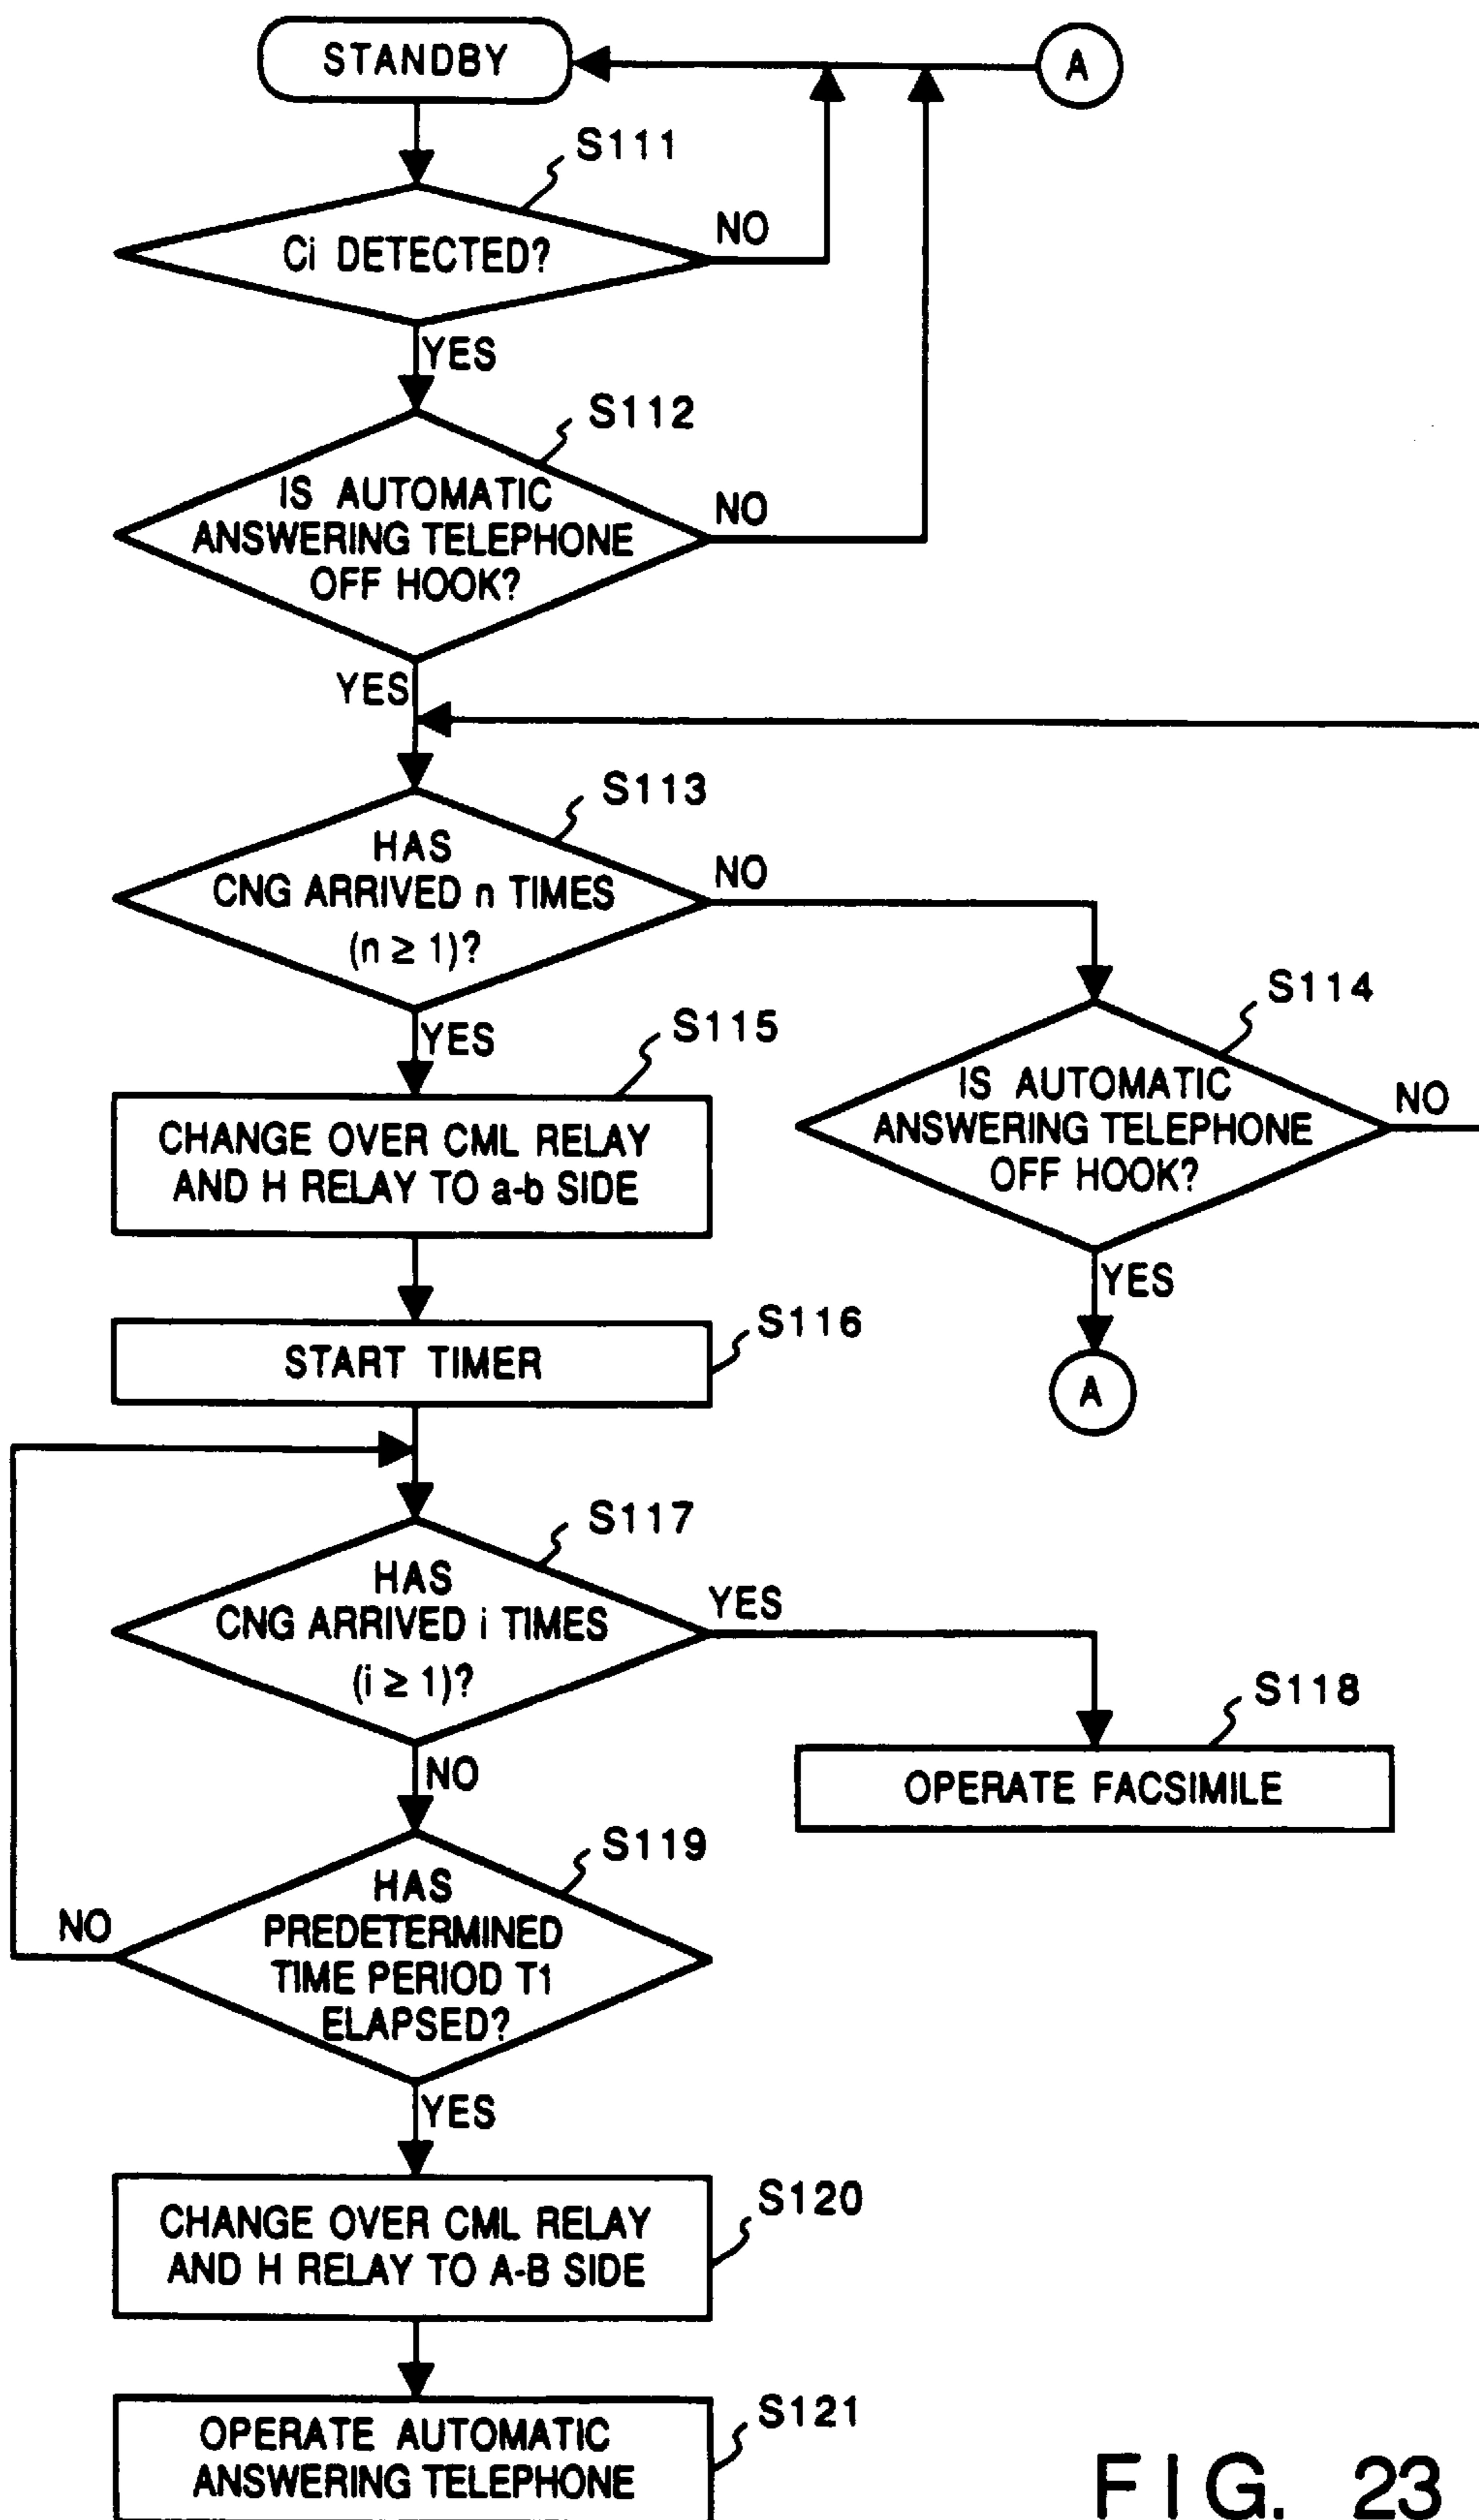 STANDBY
A
S111
Ci DETECTED?
NO
YES
S112
IS AUTOMATIC
ANSWERING TELEPHONE
OFF HOOK?
NO
YES
S113
HAS
CNG ARRIVED n TIMES
(n ≥ 1)?
NO
YES
S114
IS AUTOMATIC
ANSWERING TELEPHONE
OFF HOOK?
NO
YES
A
S115
CHANGE OVER CML RELAY
AND H RELAY TO a-b SIDE
S116
START TIMER
S117
HAS
CNG ARRIVED i TIMES
(i ≥ 1)?
YES
NO
S118
OPERATE FACSIMILE
S119
HAS
PREDETERMINED
TIME PERIOD T1
ELAPSED?
NO
YES
S120
CHANGE OVER CML RELAY
AND H RELAY TO A-B SIDE
S121
OPERATE AUTOMATIC
ANSWERING TELEPHONE
FIG. 23